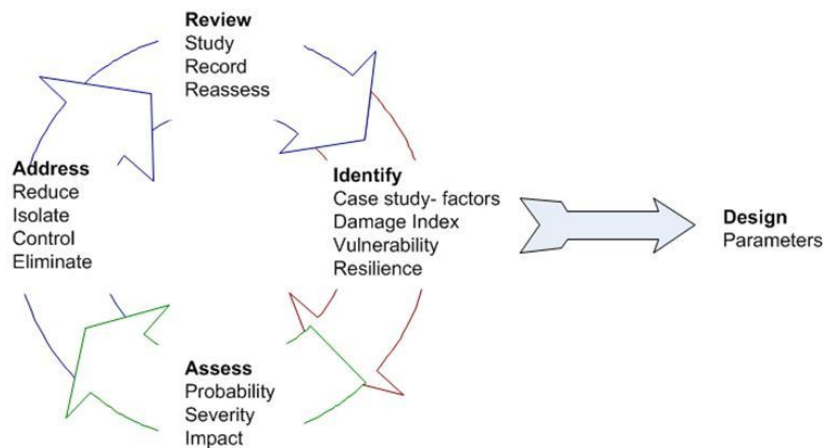 Review
Study
Record
Reassess
Address
Reduce
Isolate
Control
Eliminate
Identify
Case study- factors
Damage Index
Vulnerability
Resilience
Design
Parameters
Assess
Probability
Severity
Impact